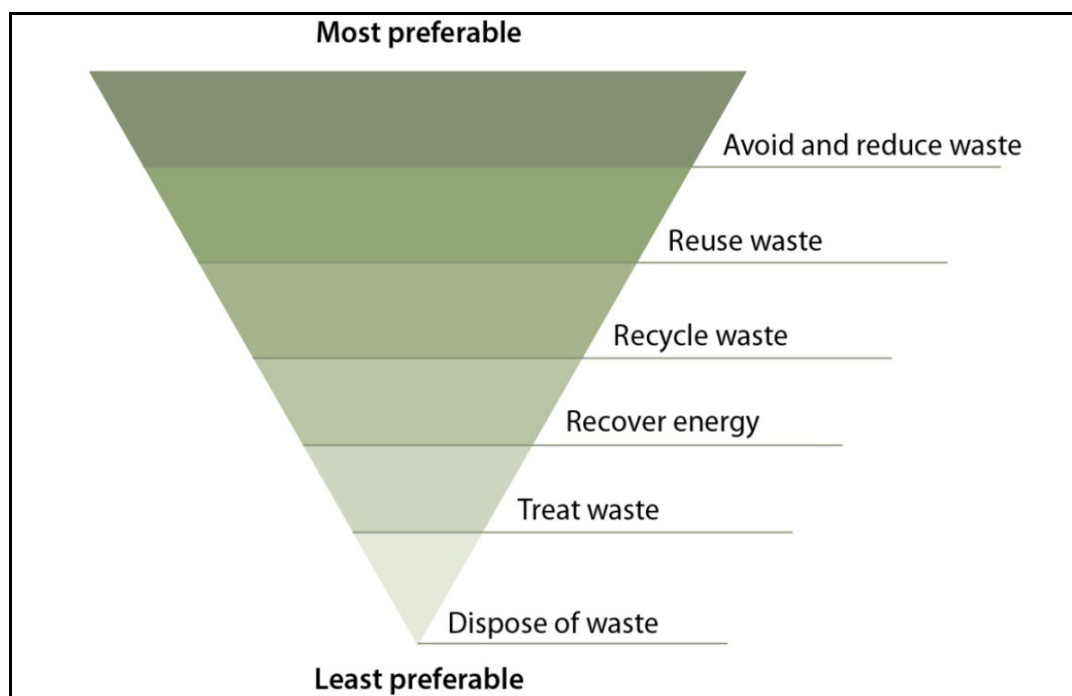 Most preferable
Avoid and reduce waste
Reuse waste
Recycle waste
Recover energy
Treat waste
Dispose of waste
Least preferable